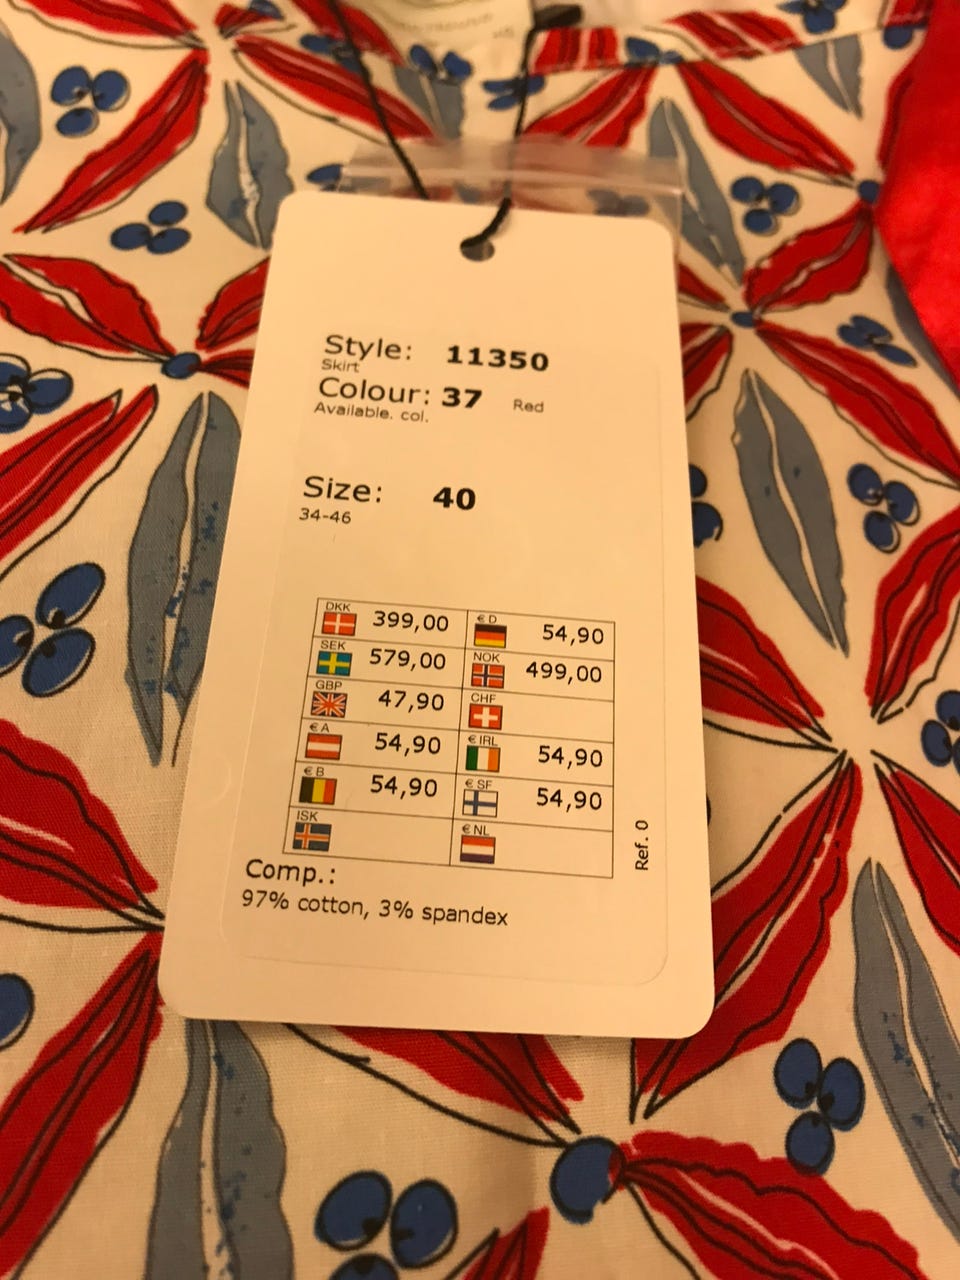 Style: 11350
Skirt
Colour: 37 Red
Available. col.
Size: 40
34-46
DKK 399,00 € D 54,90
SEK 579,00 NOK 499,00
GBP 47,90 CHF
€ A 54,90 € IRL 54,90
€ B 54,90 € SF 54,90
ISK € NL
Ref. 0
Comp.:
97% cotton, 3% spandex